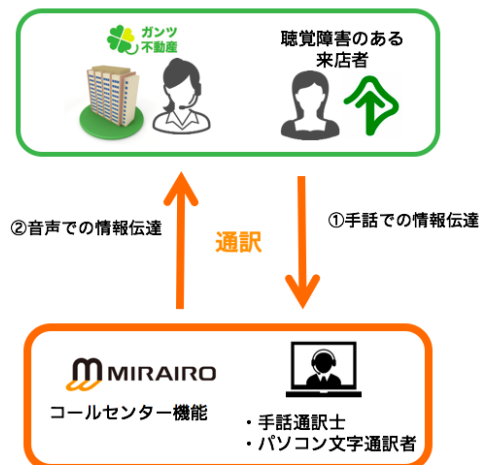 ガンツ
不動産
聴覚障害のある
来店者
②音声での情報伝達
通訳
①手話での情報伝達
MIRAIRO
コールセンター機能
・手話通訳士
・パソコン文字通訳者